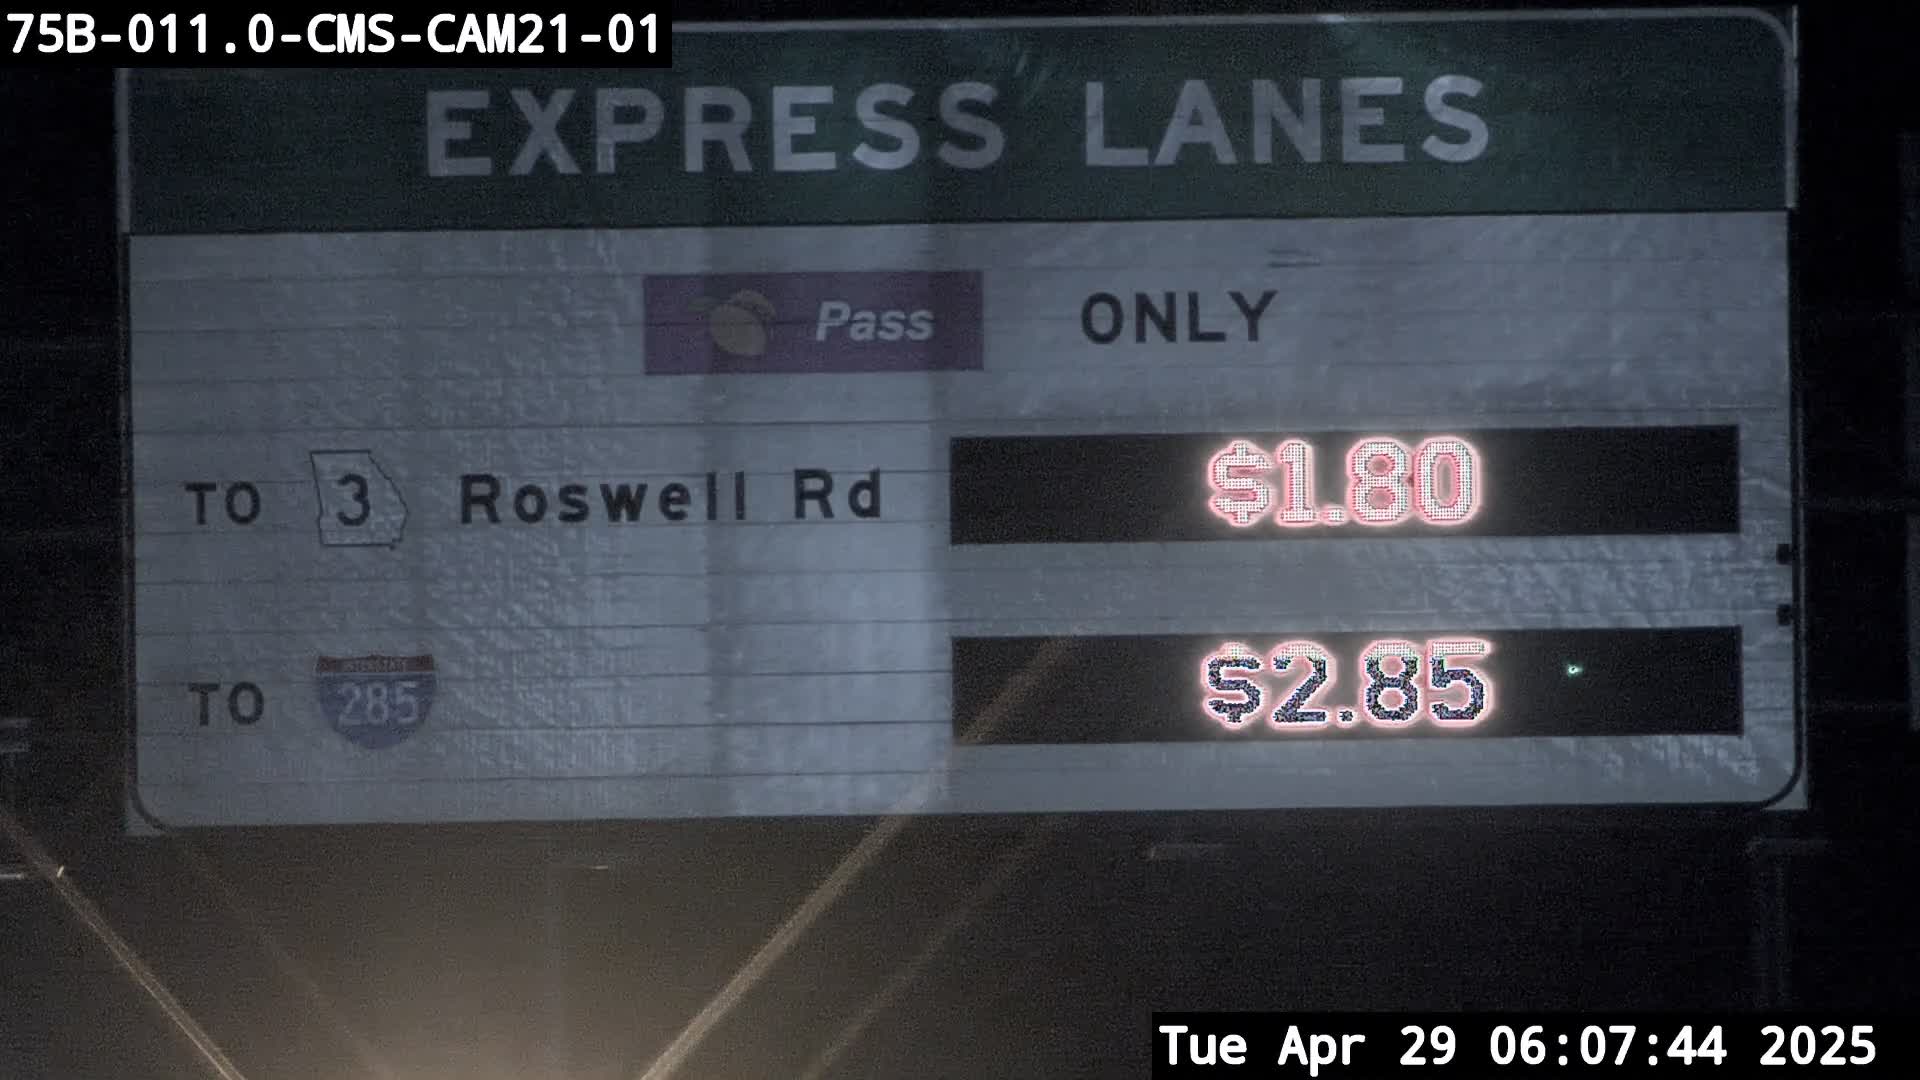 75B-011.0-CMS-CAM21-01
EXPRESS LANES
Pass ONLY
TO 3 Roswell Rd $1.80
INTERSTATE
TO 285 $2.85
Tue Apr 29 06:07:44 2025